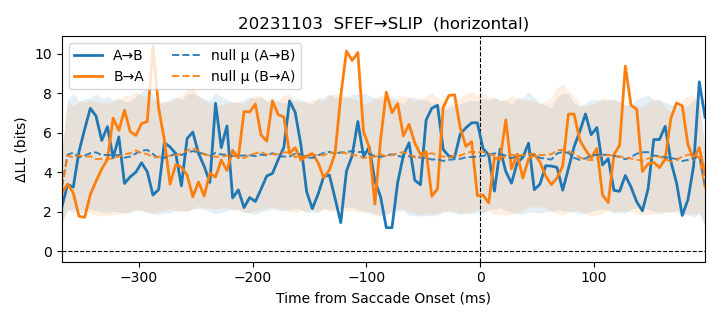 20231103  SFEF→SLIP  (horizontal)
A→B
B→A
null μ (A→B)
null μ (B→A)
ΔLL (bits)
10
8
6
4
2
0
−300
−200
−100
0
100
Time from Saccade Onset (ms)